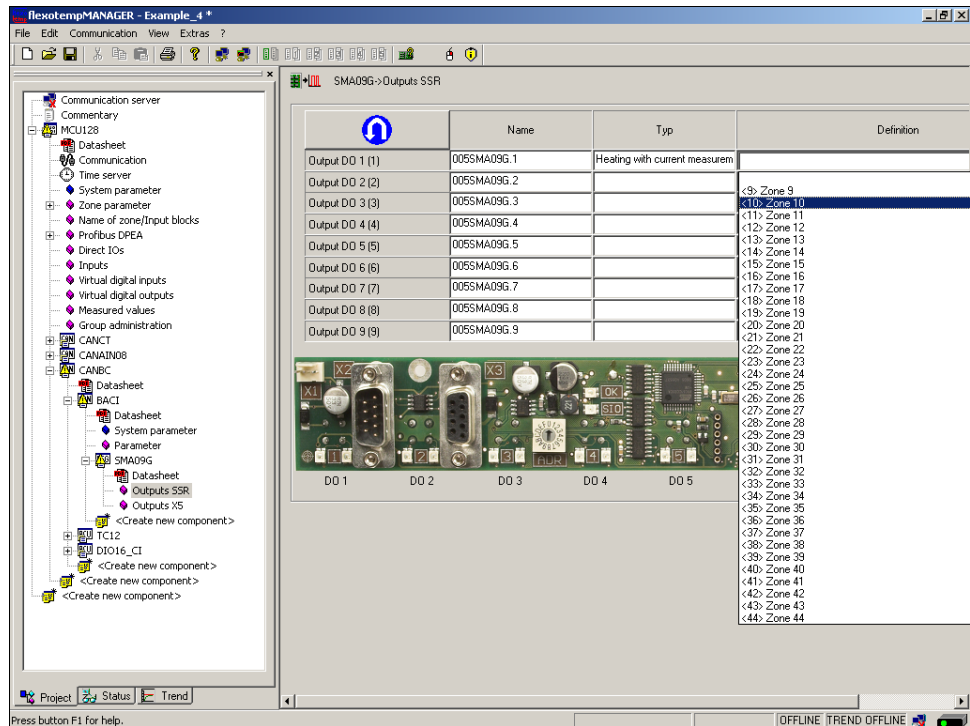 flexotempMANAGER - Example_4 *
File Edit Communication View Extras ?
SMA09G->Outputs SSR
Communication server
Commentary
MCU128
Datasheet
Communication
Time server
System parameter
Zone parameter
Name of zone/Input blocks
Profibus DPEA
Direct IOs
Inputs
Virtual digital inputs
Virtual digital outputs
Measured values
Group administration
CANCT
CANAIN08
CANBC
Datasheet
BACI
Datasheet
System parameter
Parameter
SMA09G
Datasheet
Outputs SSR
Outputs X5
<Create new component>
TC12
DIO16_CI
<Create new component>
<Create new component>
<Create new component>
Name Typ Definition
Output DO 1 (1) 005SMA09G.1 Heating with current measurem
Output DO 2 (2) 005SMA09G.2
Output DO 3 (3) 005SMA09G.3
Output DO 4 (4) 005SMA09G.4
Output DO 5 (5) 005SMA09G.5
Output DO 6 (6) 005SMA09G.6
Output DO 7 (7) 005SMA09G.7
Output DO 8 (8) 005SMA09G.8
Output DO 9 (9) 005SMA09G.9
<9> Zone 9
<10> Zone 10
<11> Zone 11
<12> Zone 12
<13> Zone 13
<14> Zone 14
<15> Zone 15
<16> Zone 16
<17> Zone 17
<18> Zone 18
<19> Zone 19
<20> Zone 20
<21> Zone 21
<22> Zone 22
<23> Zone 23
<24> Zone 24
<25> Zone 25
<26> Zone 26
<27> Zone 27
<28> Zone 28
<29> Zone 29
<30> Zone 30
<31> Zone 31
<32> Zone 32
<33> Zone 33
<34> Zone 34
<35> Zone 35
<36> Zone 36
<37> Zone 37
<38> Zone 38
<39> Zone 39
<40> Zone 40
<41> Zone 41
<42> Zone 42
<43> Zone 43
<44> Zone 44
X2 X3
X1 OK
SIO
1 2 3 ADR 4 5
DO 1 DO 2 DO 3 DO 4 DO 5
Project Status Trend
Press button F1 for help. OFFLINE TREND OFFLINE